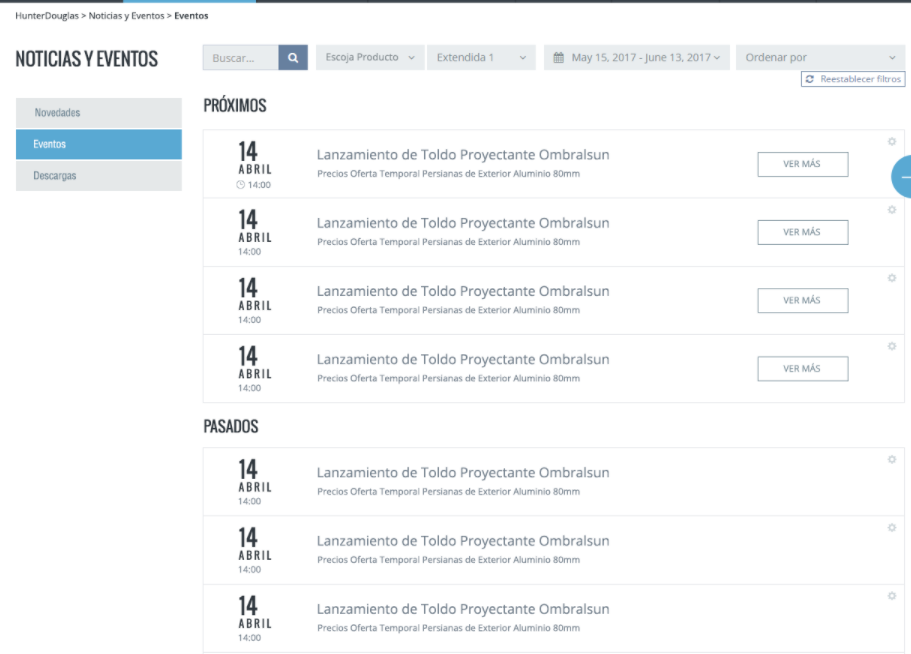 HunterDouglas > Noticias y Eventos > Eventos
NOTICIAS Y EVENTOS
Buscar...
Escoja Producto
Extendida 1
May 15, 2017 - June 13, 2017
Ordenar por
Reestablecer filtros
Novedades
Eventos
Descargas
PRÓXIMOS
14
ABRIL
14:00
Lanzamiento de Toldo Proyectante Ombralsun
Precios Oferta Temporal Persianas de Exterior Aluminio 80mm
VER MÁS
14
ABRIL
14:00
Lanzamiento de Toldo Proyectante Ombralsun
Precios Oferta Temporal Persianas de Exterior Aluminio 80mm
VER MÁS
14
ABRIL
14:00
Lanzamiento de Toldo Proyectante Ombralsun
Precios Oferta Temporal Persianas de Exterior Aluminio 80mm
VER MÁS
14
ABRIL
14:00
Lanzamiento de Toldo Proyectante Ombralsun
Precios Oferta Temporal Persianas de Exterior Aluminio 80mm
VER MÁS
PASADOS
14
ABRIL
14:00
Lanzamiento de Toldo Proyectante Ombralsun
Precios Oferta Temporal Persianas de Exterior Aluminio 80mm
14
ABRIL
14:00
Lanzamiento de Toldo Proyectante Ombralsun
Precios Oferta Temporal Persianas de Exterior Aluminio 80mm
14
ABRIL
14:00
Lanzamiento de Toldo Proyectante Ombralsun
Precios Oferta Temporal Persianas de Exterior Aluminio 80mm